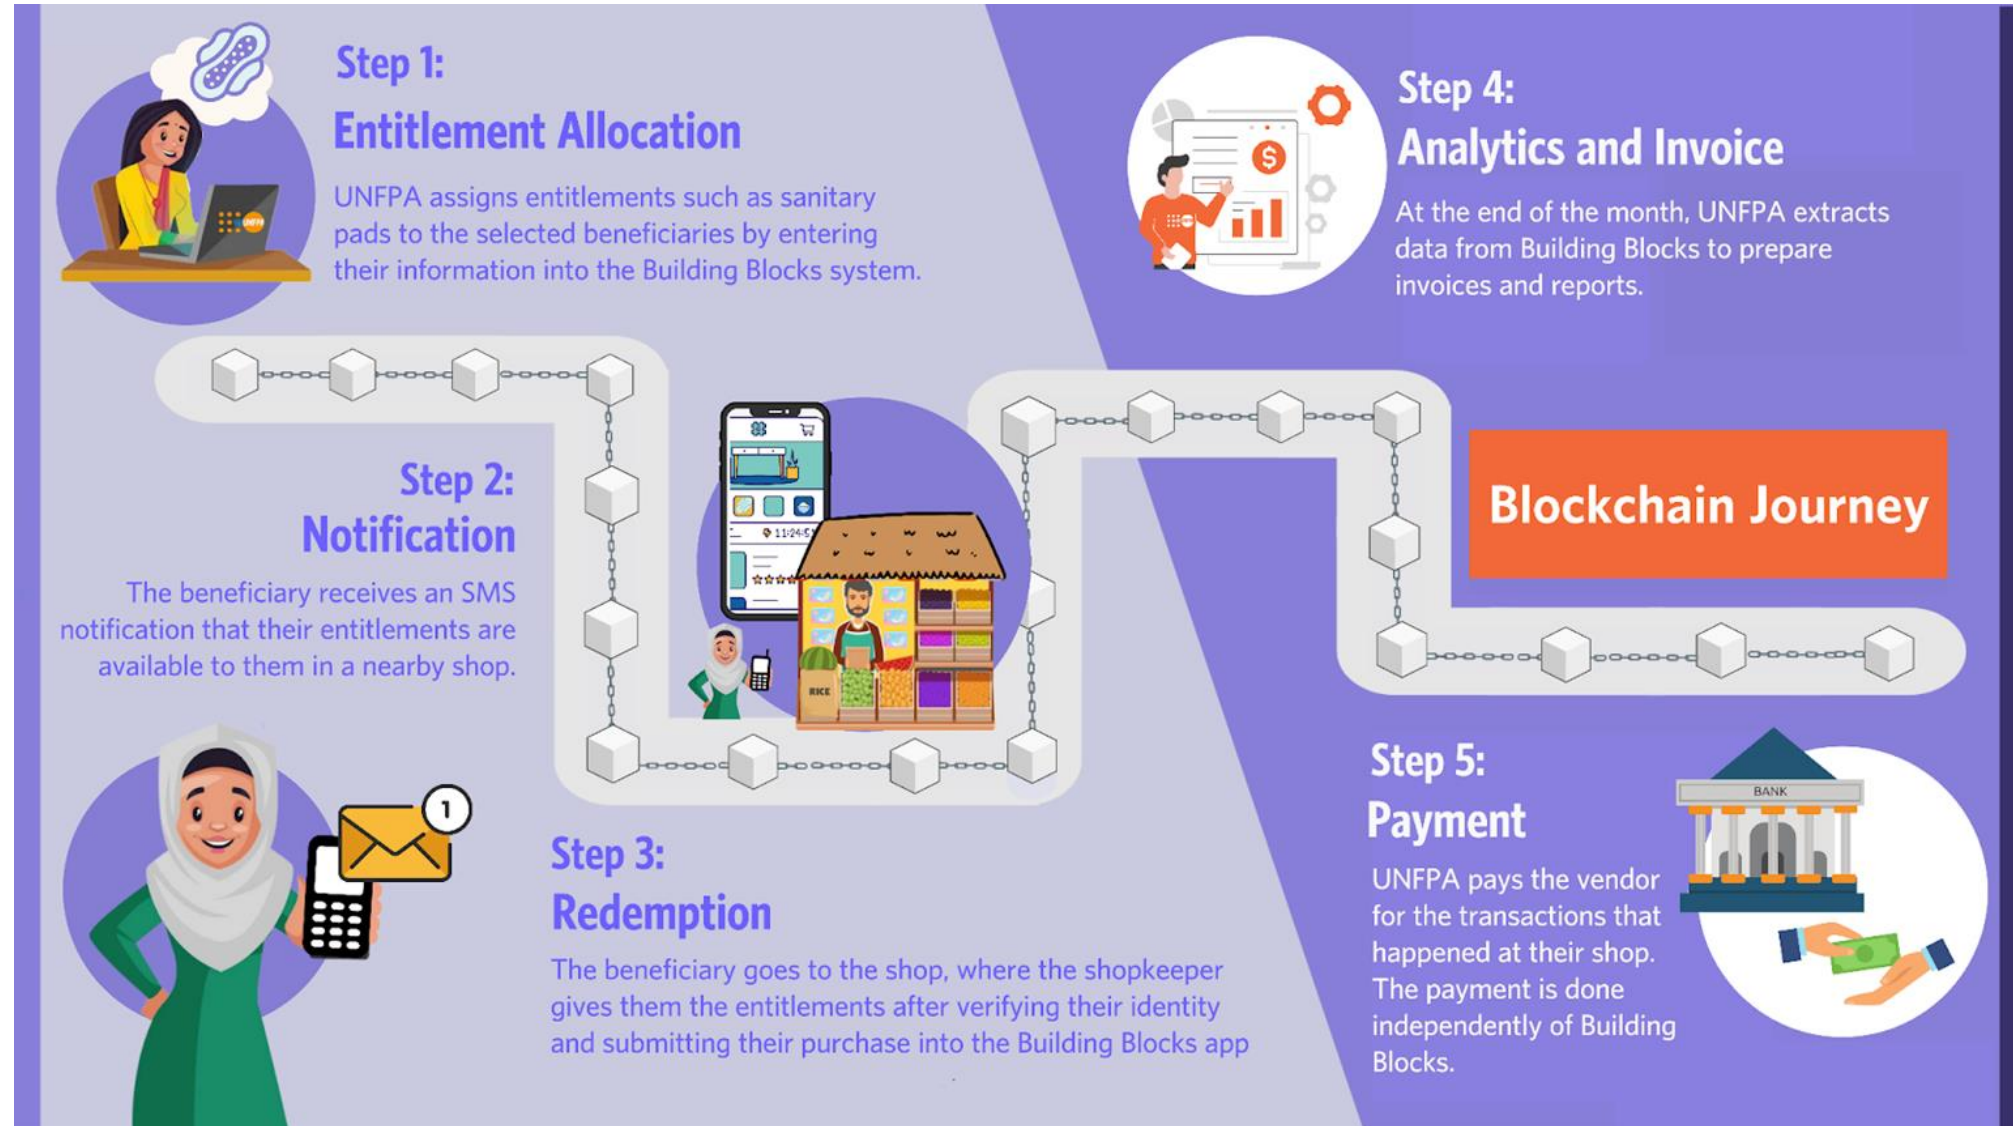 Step 1:
Entitlement Allocation
UNFPA assigns entitlements such as sanitary
pads to the selected beneficiaries by entering
their information into the Building Blocks system.
UNFPA
Step 2:
Notification
The beneficiary receives an SMS
notification that their entitlements are
available to them in a nearby shop.
1
11:24:5
RICE
Step 3:
Redemption
The beneficiary goes to the shop, where the shopkeeper
gives them the entitlements after verifying their identity
and submitting their purchase into the Building Blocks app
Step 4:
Analytics and Invoice
At the end of the month, UNFPA extracts
data from Building Blocks to prepare
invoices and reports.
$
Blockchain Journey
Step 5:
Payment
UNFPA pays the vendor
for the transactions that
happened at their shop.
The payment is done
independently of Building
Blocks.
BANK